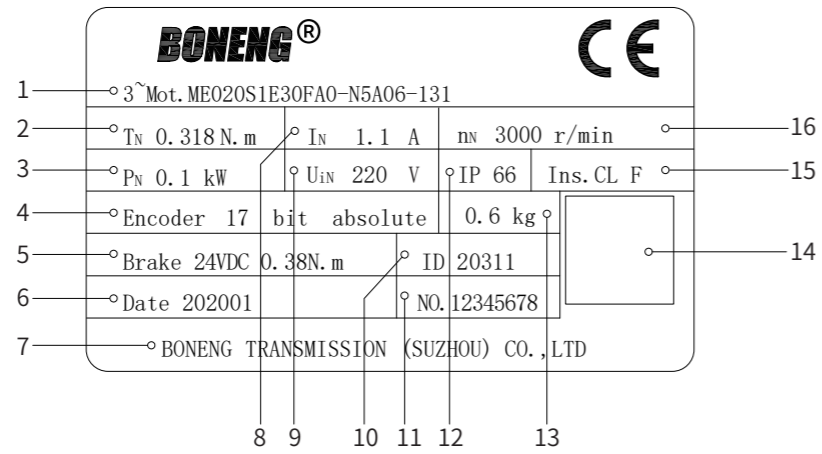 BONENG® CE
1 3~Mot.ME020S1E30FA0-N5A06-131
2 TN 0.318 N.m IN 1.1 A nN 3000 r/min 16
3 PN 0.1 kW UiN 220 V IP 66 Ins.CL F 15
4 Encoder 17 bit absolute 0.6 kg
14
5 Brake 24VDC 0.38N.m ID 20311
6 Date 202001 NO.12345678
7 BONENG TRANSMISSION (SUZHOU) CO.,LTD
8 9 10 11 12 13